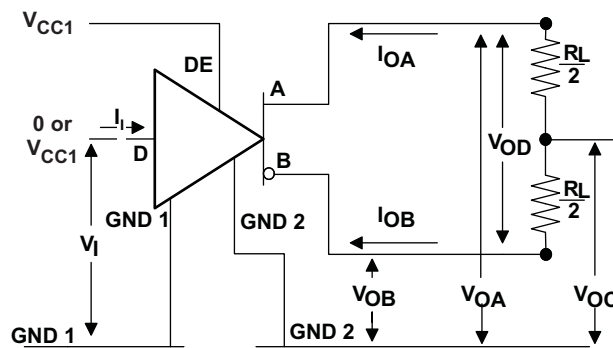 VCC1
DE
IOA
RL
2
A
0 or
VCC1
II
D
VOD
B
RL
2
GND 1
GND 2
IOB
VI
VOB
VOA
VOC
GND 1
GND 2